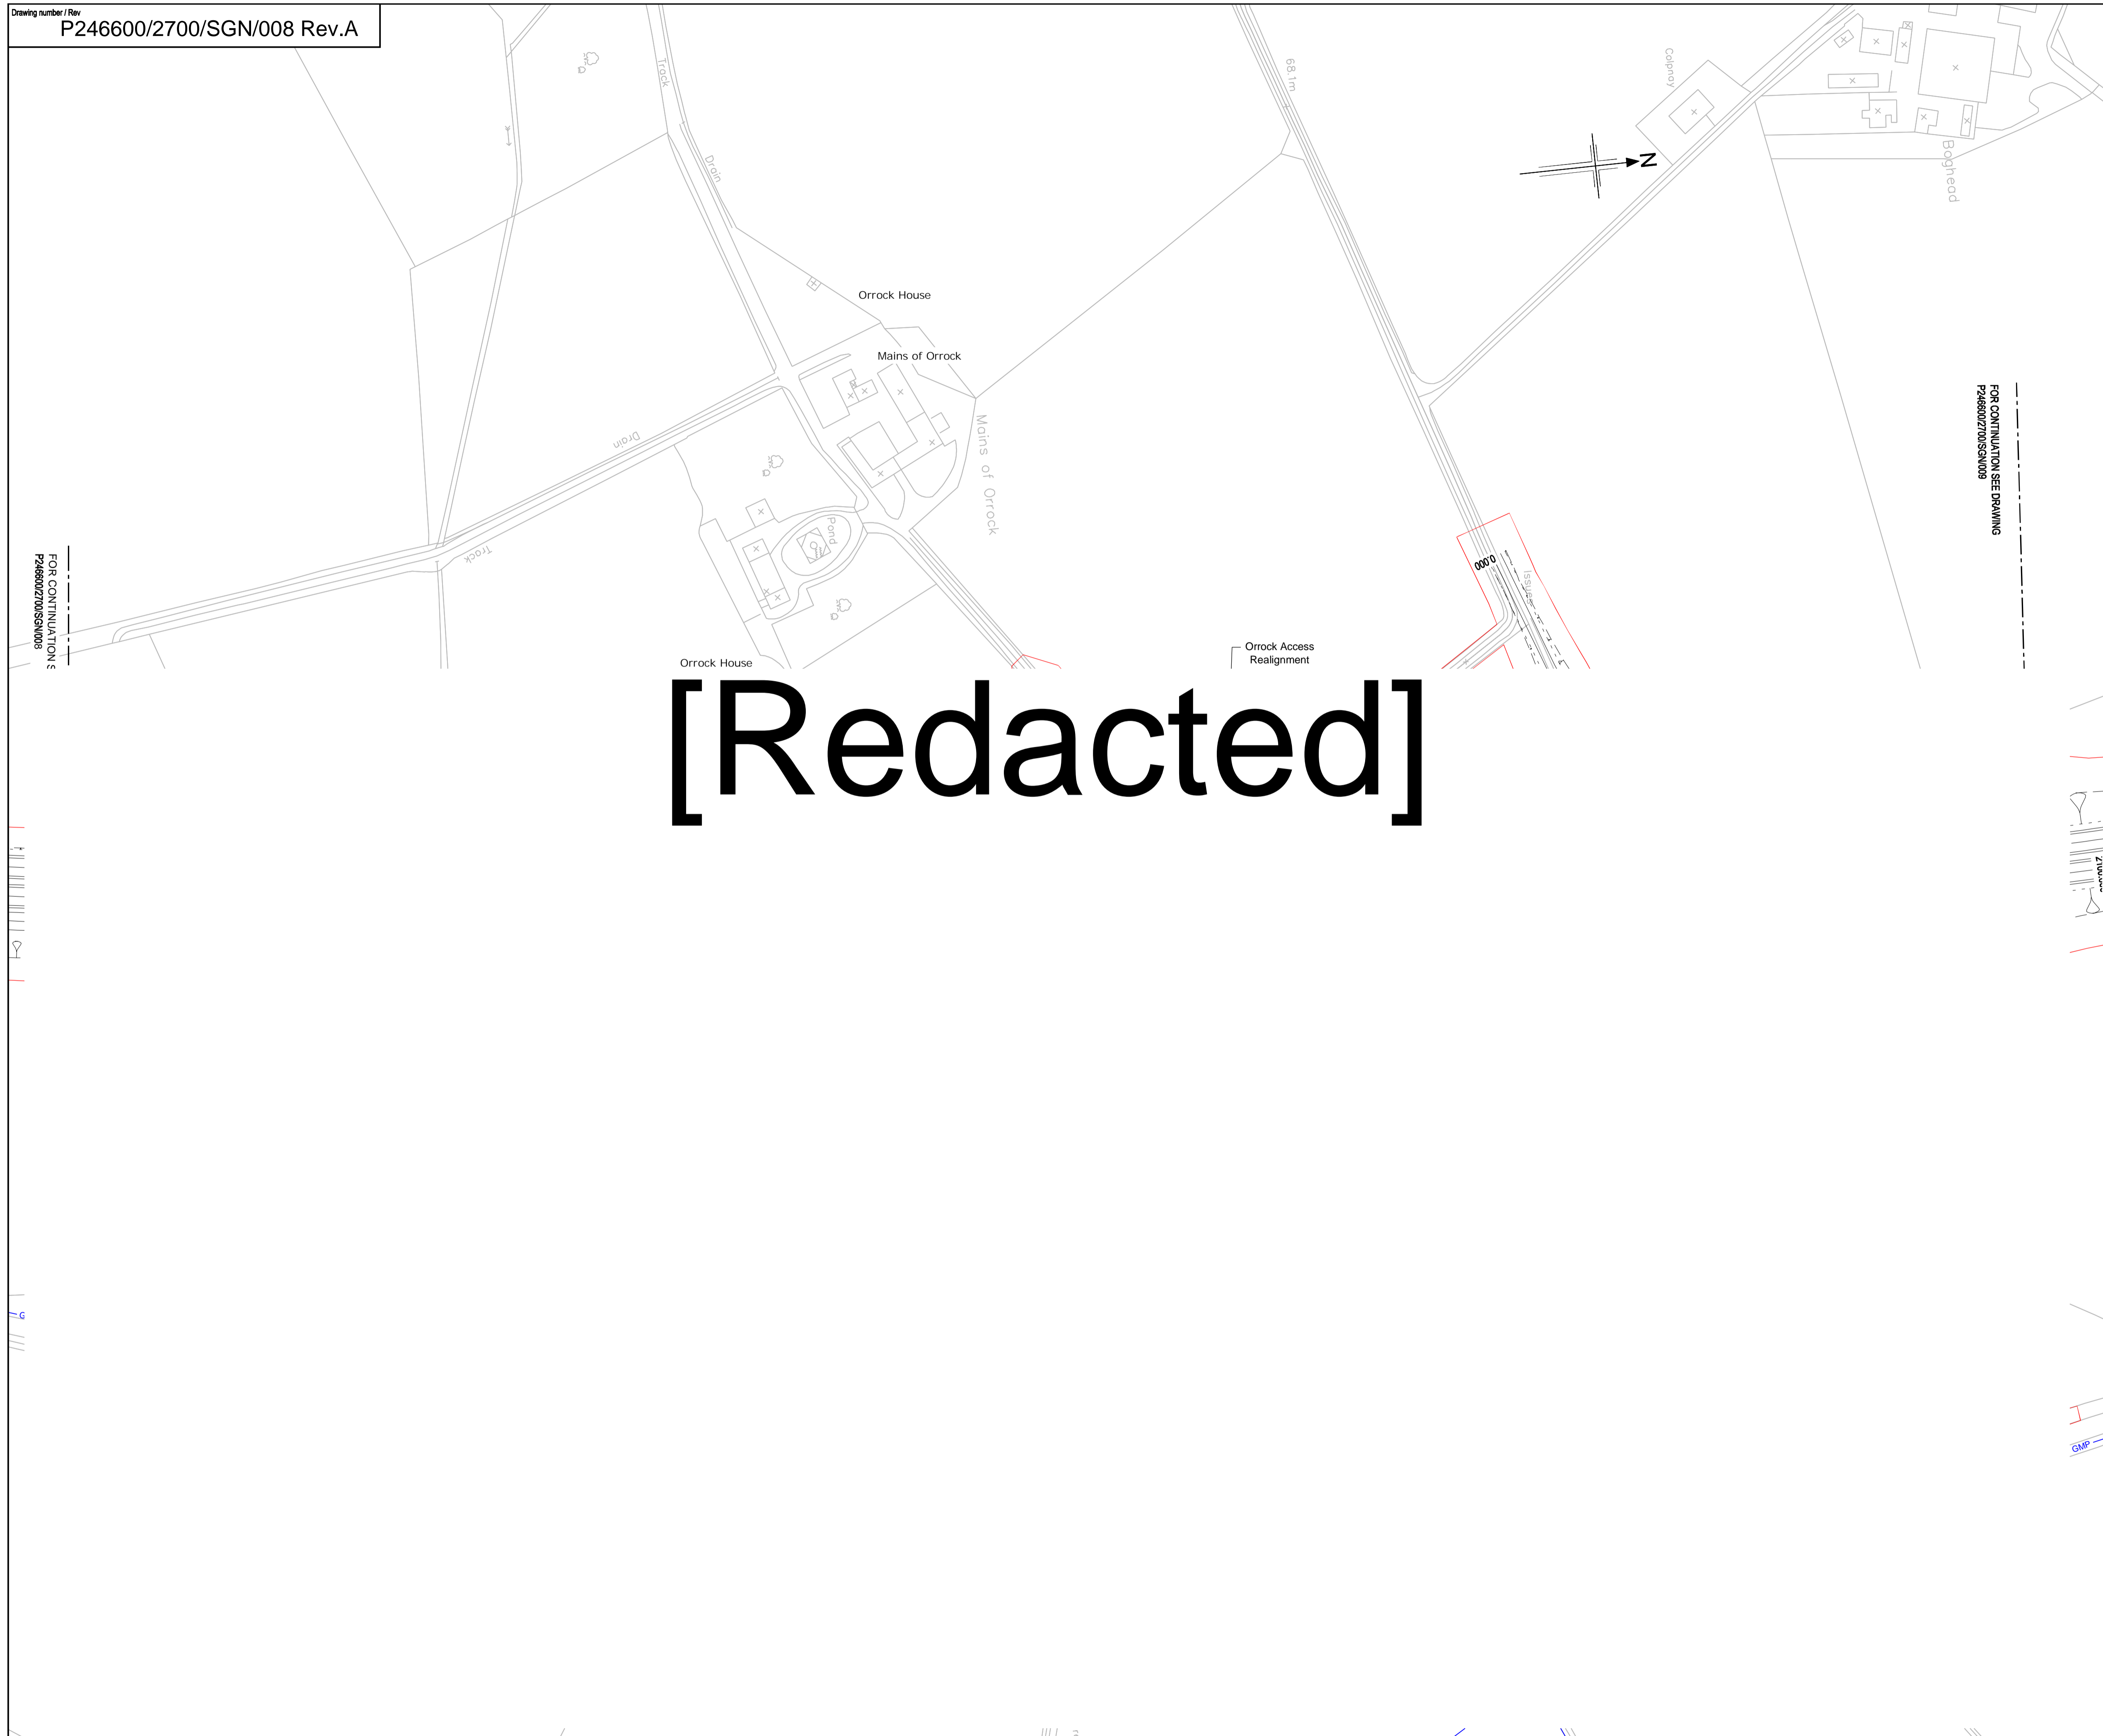 Drawing number / Rev
P246600/2700/SGN/008 Rev.A
Track
68.1m
Colpnay
N
Boghead
Drain
Orrock House
Mains of Orrock
Mains of Orrock
FOR CONTINUATION SEE DRAWING
P246600/2700/SGN/009
Drain
Pond
Track
0.000
Issues
FOR CONTINUATION S
P246600/2700/SGN/008
Orrock House
Orrock Access
Realignment
[Redacted]
G
GMP